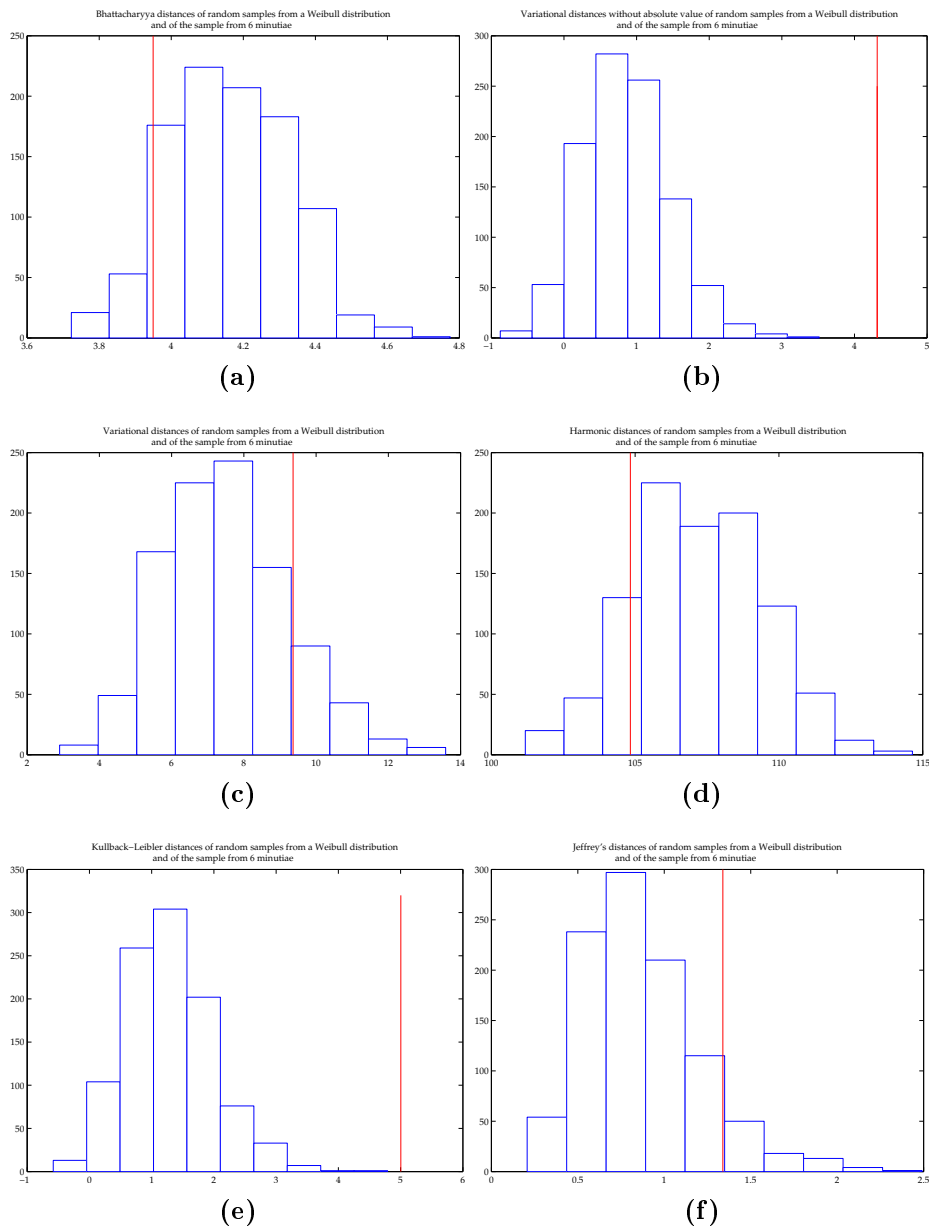 Bhattacharyya distances of random samples from a Weibull distribution
and of the sample from 6 minutiae
250
200
150
100
50
0
3.6 3.8 4 4.2 4.4 4.6 4.8
(a)
Variational distances without absolute value of random samples from a Weibull distribution
and of the sample from 6 minutiae
300
250
200
150
100
50
0
−1 0 1 2 3 4 5
(b)
Variational distances of random samples from a Weibull distribution
and of the sample from 6 minutiae
250
200
150
100
50
0
2 4 6 8 10 12 14
(c)
Harmonic distances of random samples from a Weibull distribution
and of the sample from 6 minutiae
250
200
150
100
50
0
100 105 110 115
(d)
Kullback−Leibler distances of random samples from a Weibull distribution
and of the sample from 6 minutiae
350
300
250
200
150
100
50
0
−1 0 1 2 3 4 5 6
(e)
Jeffrey's distances of random samples from a Weibull distribution
and of the sample from 6 minutiae
300
250
200
150
100
50
0
0 0.5 1 1.5 2 2.5
(f)